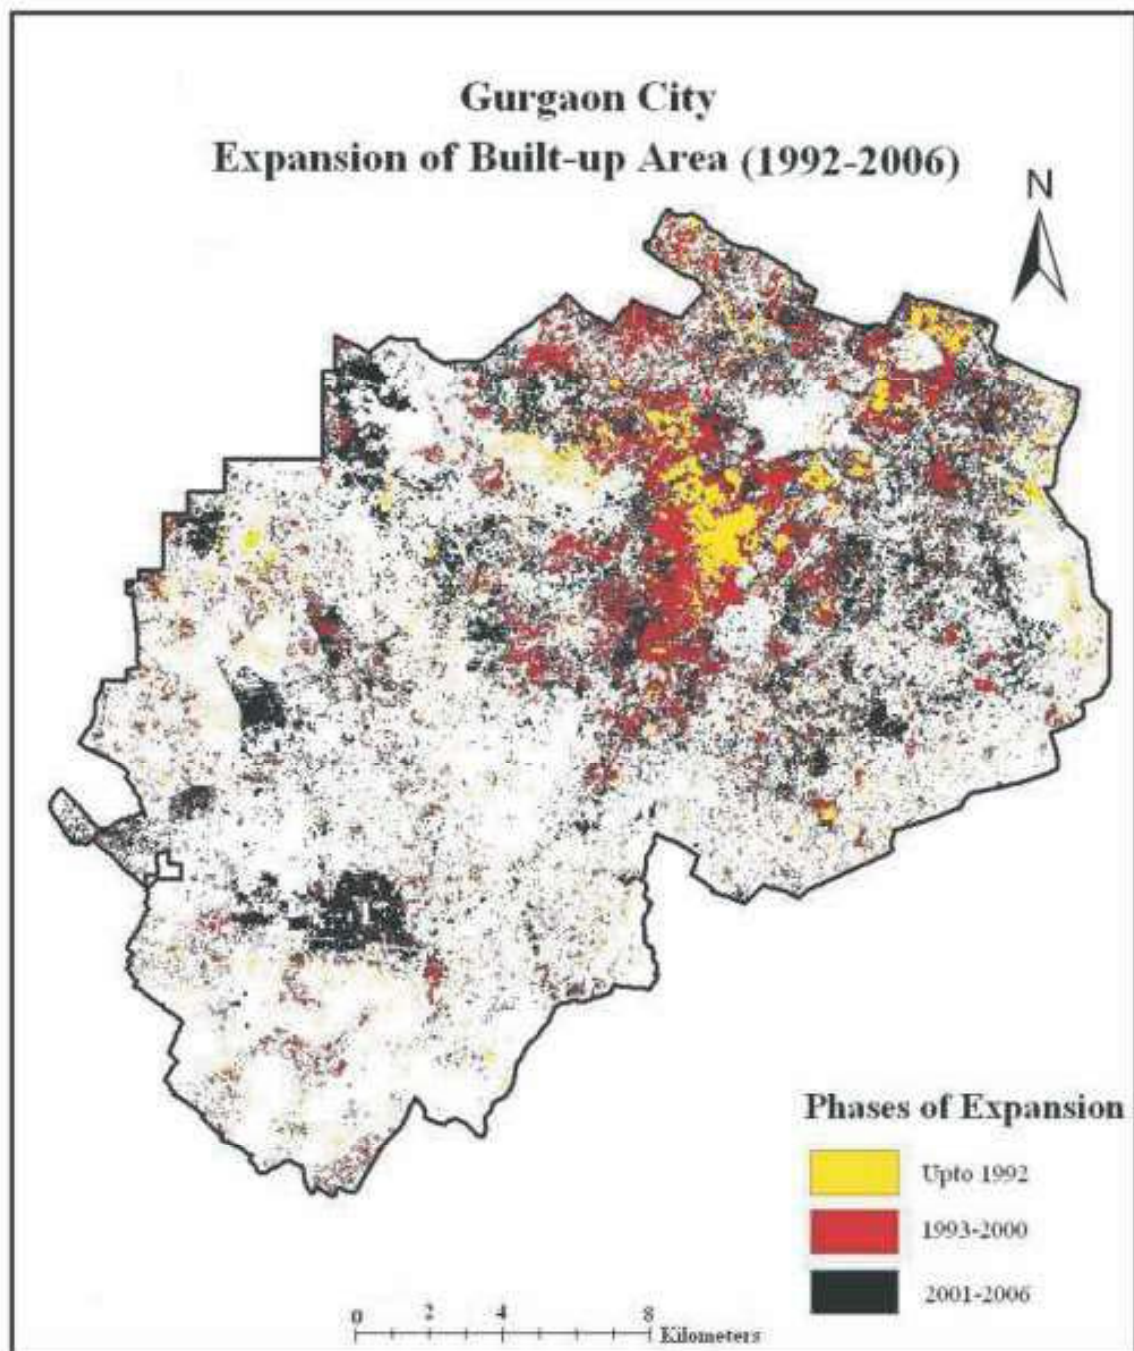 Gurgaon City
Expansion of Built-up Area (1992-2006)
N
Phases of Expansion
Upto 1992
1993-2000
2001-2006
0 2 4 8
Kilometers